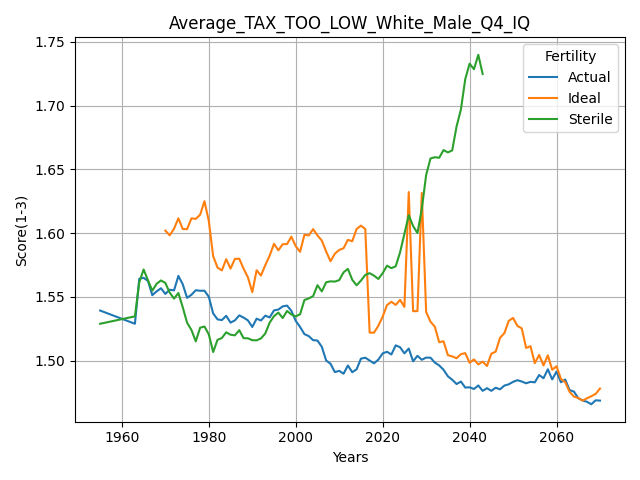 Average_TAX_TOO_LOW_White_Male_Q4_IQ
Fertility
Actual
Ideal
Sterile
Score(1-3)
1.75
1.70
1.65
1.60
1.55
1.50
1960
1980
2000
2020
2040
2060
Years